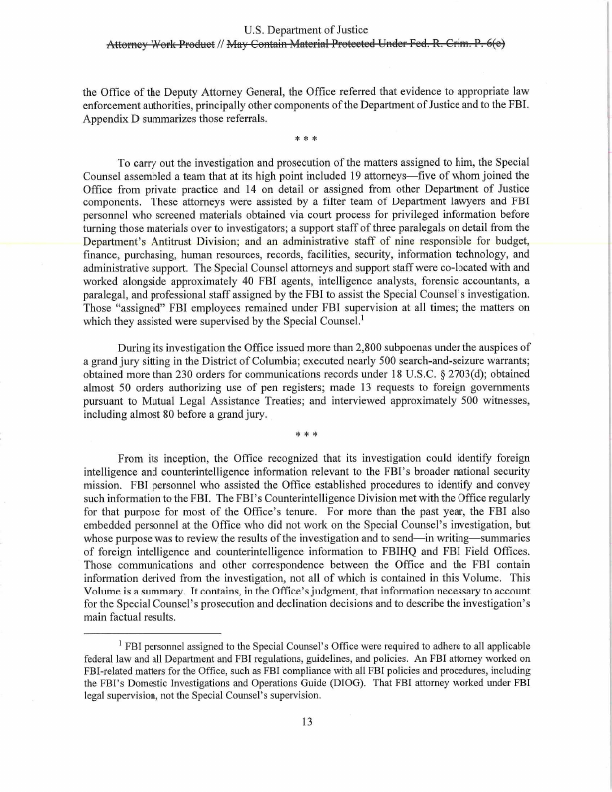 U.S. Department of Justice
Attorney Work Product // May Contain Material Protected Under Fed. R. Crim. P. 6(e)
the Office of the Deputy Attorney General, the Office referred that evidence to appropriate law
enforcement authorities, principally other components of the Department of Justice and to the FBI.
Appendix D summarizes those referrals.
* * *
To carry out the investigation and prosecution of the matters assigned to him, the Special
Counsel assembled a team that at its high point included 19 attorneys—five of whom joined the
Office from private practice and 14 on detail or assigned from other Department of Justice
components. These attorneys were assisted by a filter team of Department lawyers and FBI
personnel who screened materials obtained via court process for privileged information before
turning those materials over to investigators; a support staff of three paralegals on detail from the
Department's Antitrust Division; and an administrative staff of nine responsible for budget,
finance, purchasing, human resources, records, facilities, security, information technology, and
administrative support. The Special Counsel attorneys and support staff were co-located with and
worked alongside approximately 40 FBI agents, intelligence analysts, forensic accountants, a
paralegal, and professional staff assigned by the FBI to assist the Special Counsel's investigation.
Those "assigned" FBI employees remained under FBI supervision at all times; the matters on
which they assisted were supervised by the Special Counsel.1
During its investigation the Office issued more than 2,800 subpoenas under the auspices of
a grand jury sitting in the District of Columbia; executed nearly 500 search-and-seizure warrants;
obtained more than 230 orders for communications records under 18 U.S.C. § 2703(d); obtained
almost 50 orders authorizing use of pen registers; made 13 requests to foreign governments
pursuant to Mutual Legal Assistance Treaties; and interviewed approximately 500 witnesses,
including almost 80 before a grand jury.
* * *
From its inception, the Office recognized that its investigation could identify foreign
intelligence and counterintelligence information relevant to the FBI's broader national security
mission. FBI personnel who assisted the Office established procedures to identify and convey
such information to the FBI. The FBI's Counterintelligence Division met with the Office regularly
for that purpose for most of the Office's tenure. For more than the past year, the FBI also
embedded personnel at the Office who did not work on the Special Counsel's investigation, but
whose purpose was to review the results of the investigation and to send—in writing—summaries
of foreign intelligence and counterintelligence information to FBIHQ and FBI Field Offices.
Those communications and other correspondence between the Office and the FBI contain
information derived from the investigation, not all of which is contained in this Volume. This
Volume is a summary. It contains, in the Office's judgment, that information necessary to account
for the Special Counsel's prosecution and declination decisions and to describe the investigation's
main factual results.
1 FBI personnel assigned to the Special Counsel's Office were required to adhere to all applicable
federal law and all Department and FBI regulations, guidelines, and policies. An FBI attorney worked on
FBI-related matters for the Office, such as FBI compliance with all FBI policies and procedures, including
the FBI's Domestic Investigations and Operations Guide (DIOG). That FBI attorney worked under FBI
legal supervision, not the Special Counsel's supervision.
13